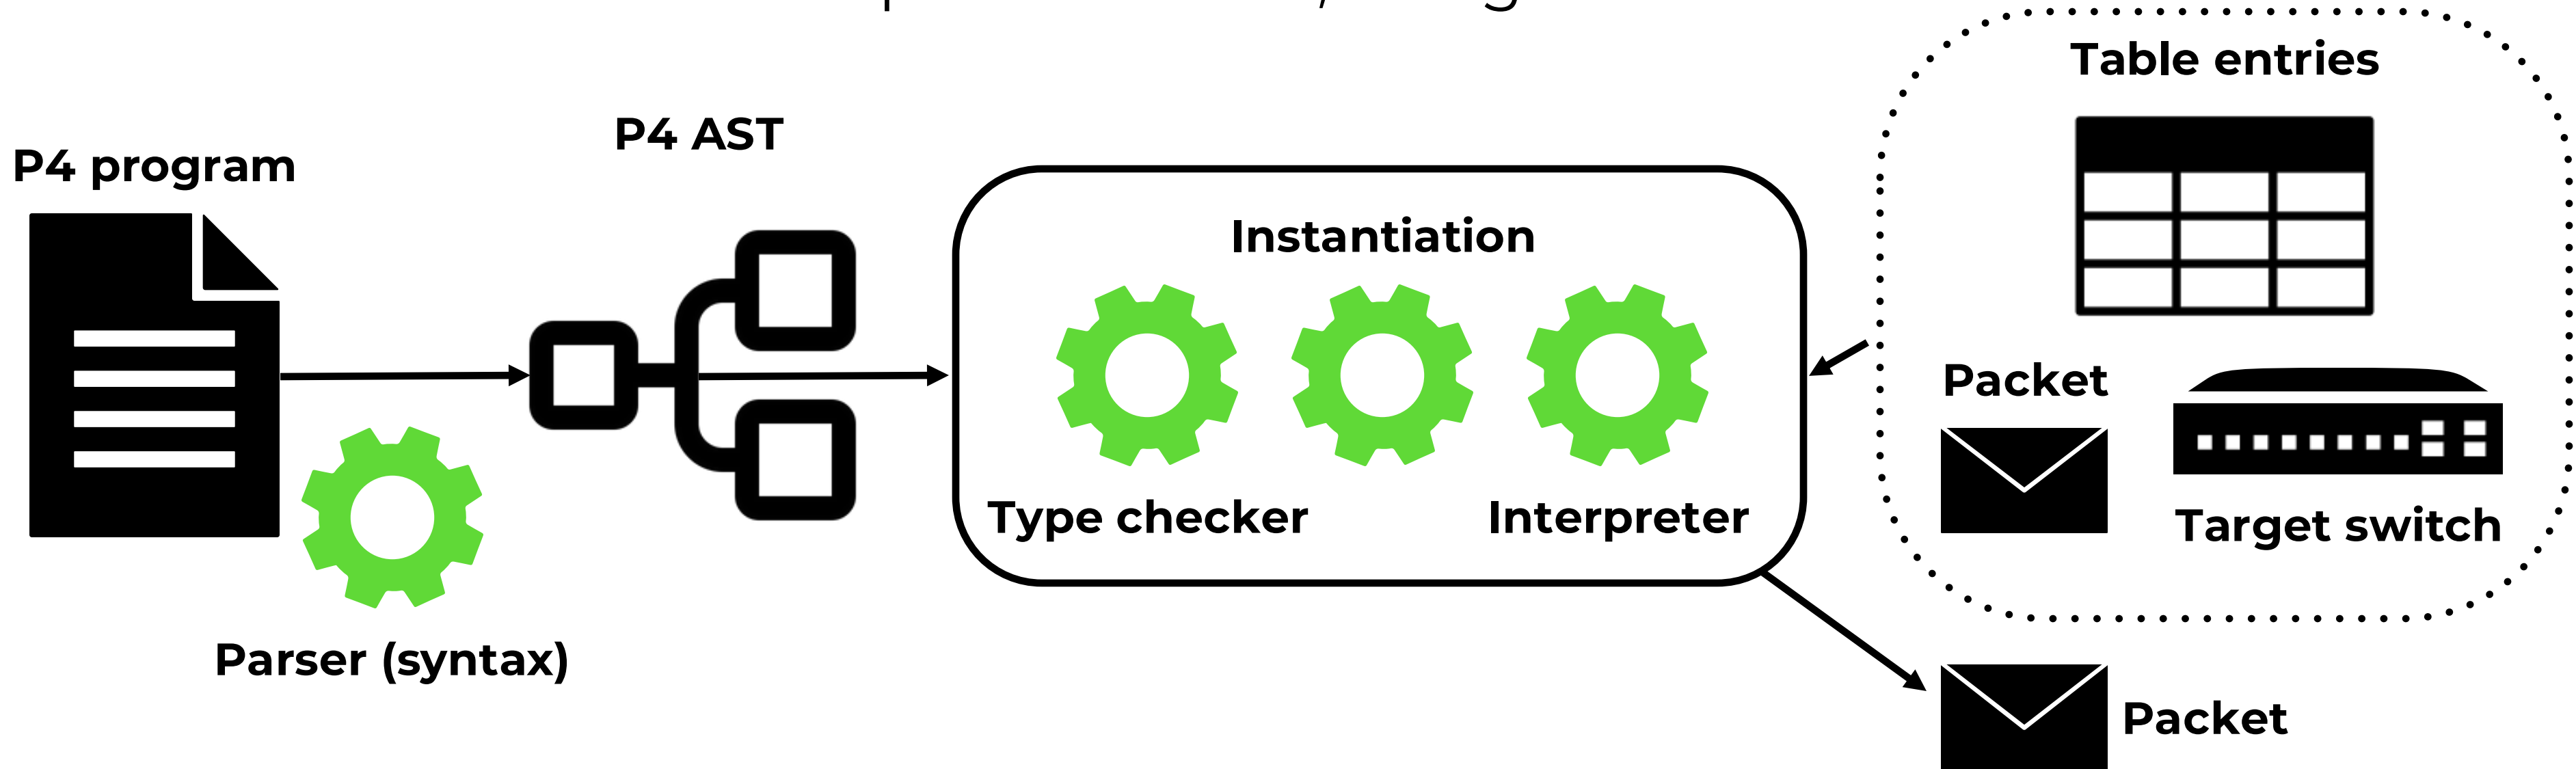 Table entries
P4 AST
P4 program
Instantiation
Packet
Type checker
Interpreter
Target switch
Parser (syntax)
Packet